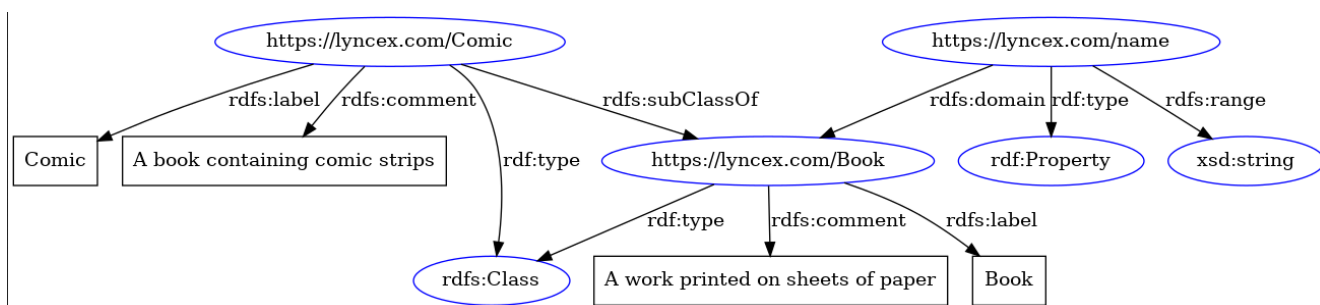 https://lyncex.com/Comic
https://lyncex.com/name
rdfs:label
rdfs:comment
rdfs:subClassOf
rdfs:domain
rdf:type
rdfs:range
Comic
A book containing comic strips
rdf:type
https://lyncex.com/Book
rdf:Property
xsd:string
rdf:type
rdfs:comment
rdfs:label
rdfs:Class
A work printed on sheets of paper
Book